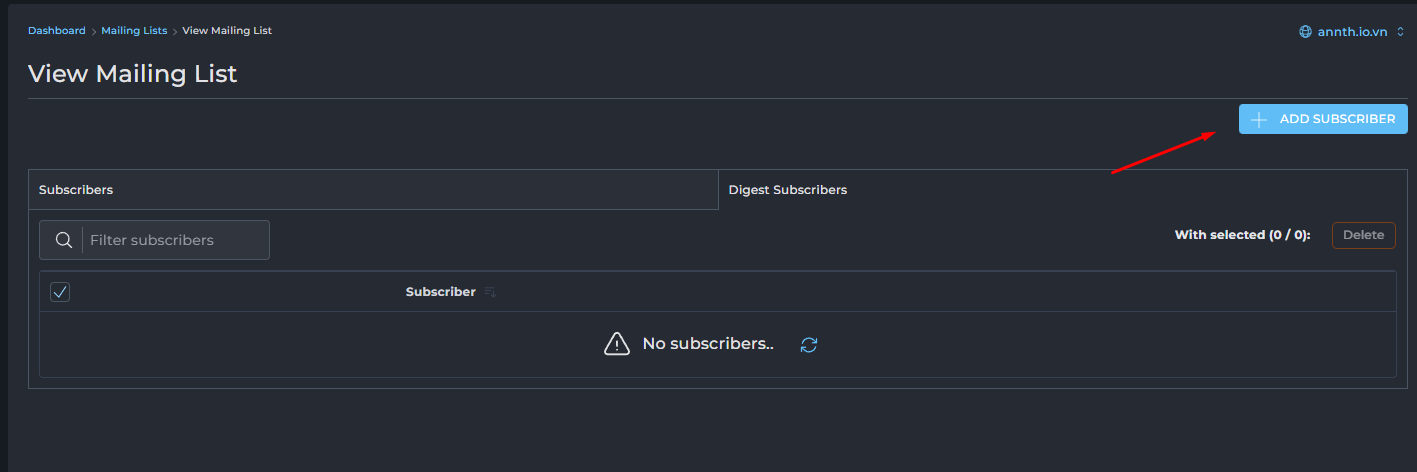 Dashboard > Mailing Lists > View Mailing List
annth.io.vn
View Mailing List
ADD SUBSCRIBER
Subscribers
Digest Subscribers
Filter subscribers
With selected (0 / 0):
Delete
Subscriber
No subscribers..